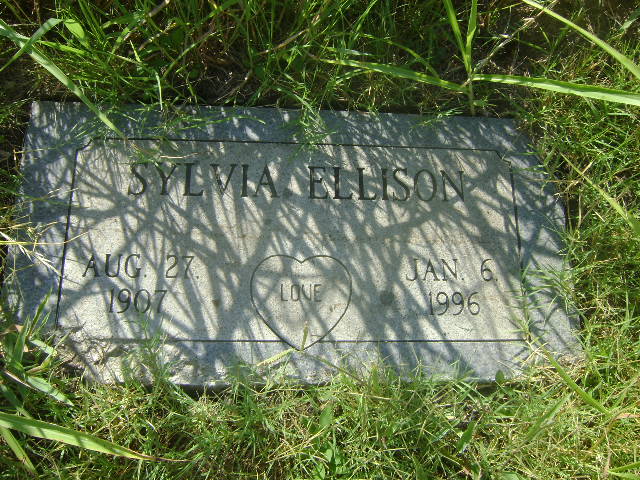 SYLVIA ELLISON
AUG. 27, 1907
LOVE
JAN. 6, 1996